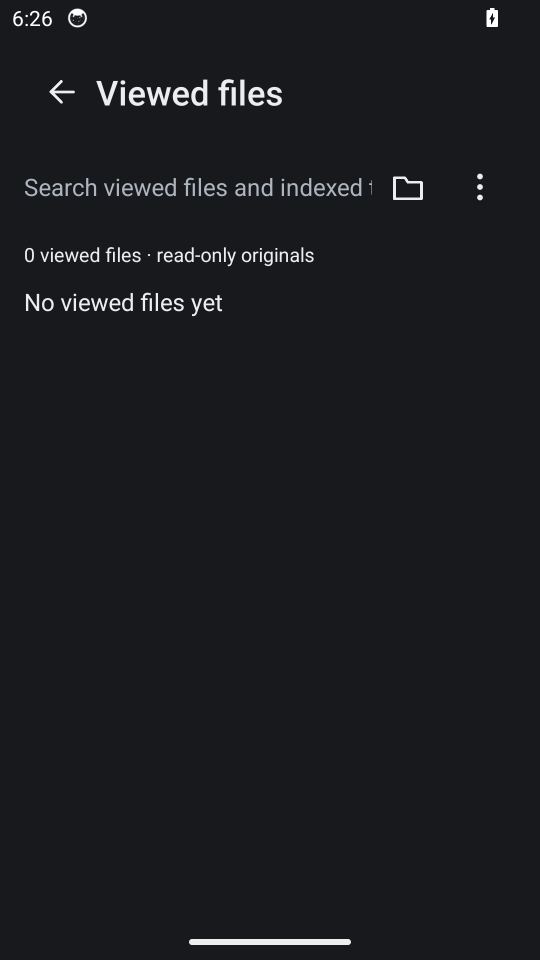 6:26
Viewed files
Search viewed files and indexed
0 viewed files · read-only originals
No viewed files yet